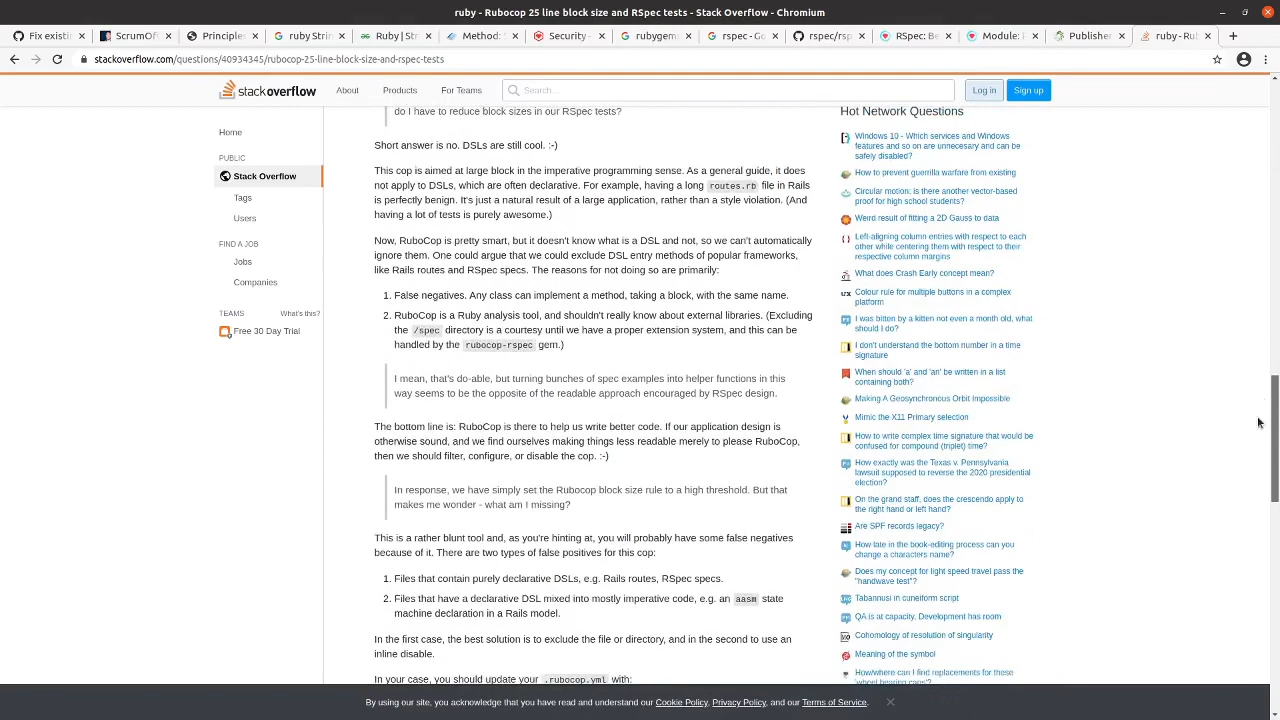 ruby - Rubocop 25 line block size and RSpec tests - Stack Overflow - Chromium
Fix existi
ScrumOf
Principles
ruby Strin
Ruby | Str
Method: S
Security -
rubygem
rspec - Go
rspec/rsp
RSpec: Be
Module: R
Publisher
ruby - Ru
stackoverflow.com/questions/40934345/rubocop-25-line-block-size-and-rspec-tests
stackoverflow
About
Products
For Teams
Search...
Log in
Sign up
Home
PUBLIC
Stack Overflow
Tags
Users
FIND A JOB
Jobs
Companies
TEAMS
What's this?
Free 30 Day Trial
do I have to reduce block sizes in our RSpec tests?
Short answer is no. DSLs are still cool. :-)
This cop is aimed at large block in the imperative programming sense. As a general guide, it does
not apply to DSLs, which are often declarative. For example, having a long routes.rb file in Rails
is perfectly benign. It's just a natural result of a large application, rather than a style violation. (And
having a lot of tests is purely awesome.)
Now, RuboCop is pretty smart, but it doesn't know what is a DSL and not, so we can't automatically
ignore them. One could argue that we could exclude DSL entry methods of popular frameworks,
like Rails routes and RSpec specs. The reasons for not doing so are primarily:
1. False negatives. Any class can implement a method, taking a block, with the same name.
2. RuboCop is a Ruby analysis tool, and shouldn't really know about external libraries. (Excluding
the /spec directory is a courtesy until we have a proper extension system, and this can be
handled by the rubocop-rspec gem.)
I mean, that's do-able, but turning bunches of spec examples into helper functions in this
way seems to be the opposite of the readable approach encouraged by RSpec design.
The bottom line is: RuboCop is there to help us write better code. If our application design is
otherwise sound, and we find ourselves making things less readable merely to please RuboCop,
then we should filter, configure, or disable the cop. :-)
In response, we have simply set the Rubocop block size rule to a high threshold. But that
makes me wonder - what am I missing?
This is a rather blunt tool and, as you're hinting at, you will probably have some false negatives
because of it. There are two types of false positives for this cop:
1. Files that contain purely declarative DSLs, e.g. Rails routes, RSpec specs.
2. Files that have a declarative DSL mixed into mostly imperative code, e.g. an aasm state
machine declaration in a Rails model.
In the first case, the best solution is to exclude the file or directory, and in the second to use an
inline disable.
In your case, you should update your .rubocop.yml with:
Hot Network Questions
Windows 10 - Which services and Windows
features and so on are unnecesary and can be
safely disabled?
How to prevent guerrilla warfare from existing
Circular motion: is there another vector-based
proof for high school students?
Weird result of fitting a 2D Gauss to data
Left-aligning column entries with respect to each
other while centering them with respect to their
respective column margins
What does Crash Early concept mean?
Colour rule for multiple buttons in a complex
platform
I was bitten by a kitten not even a month old, what
should I do?
I don't understand the bottom number in a time
signature
When should 'a' and 'an' be written in a list
containing both?
Making A Geosynchronous Orbit Impossible
Mimic the X11 Primary selection
How to write complex time signature that would be
confused for compound (triplet) time?
How exactly was the Texas v. Pennsylvania
lawsuit supposed to reverse the 2020 presidential
election?
On the grand staff, does the crescendo apply to
the right hand or left hand?
Are SPF records legacy?
How late in the book-editing process can you
change a characters name?
Does my concept for light speed travel pass the
"handwave test"?
Tabannusi in cuneiform script
QA is at capacity, Development has room
Cohomology of resolution of singularity
Meaning of the symbol
How/where can I find replacements for these
'wheel bearing caps'?
By using our site, you acknowledge that you have read and understand our Cookie Policy, Privacy Policy, and our Terms of Service.